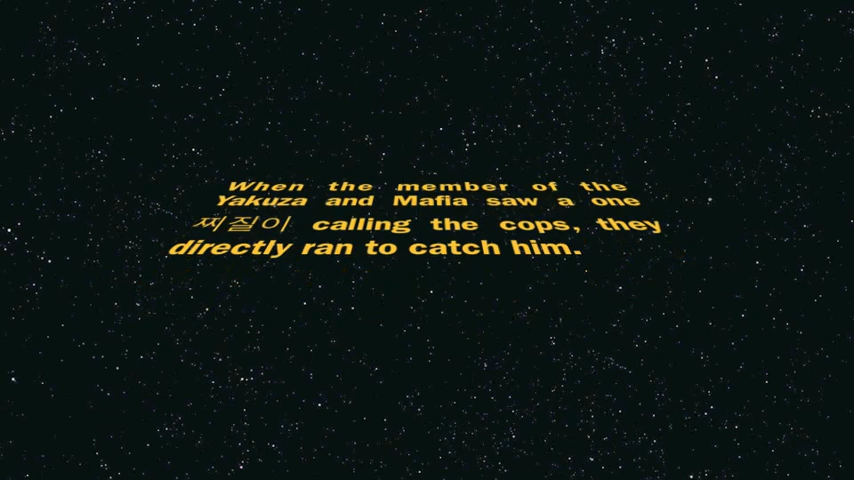 When the member of the
Yakuza and Mafia saw a one
찌질이 calling the cops, they
directly ran to catch him.